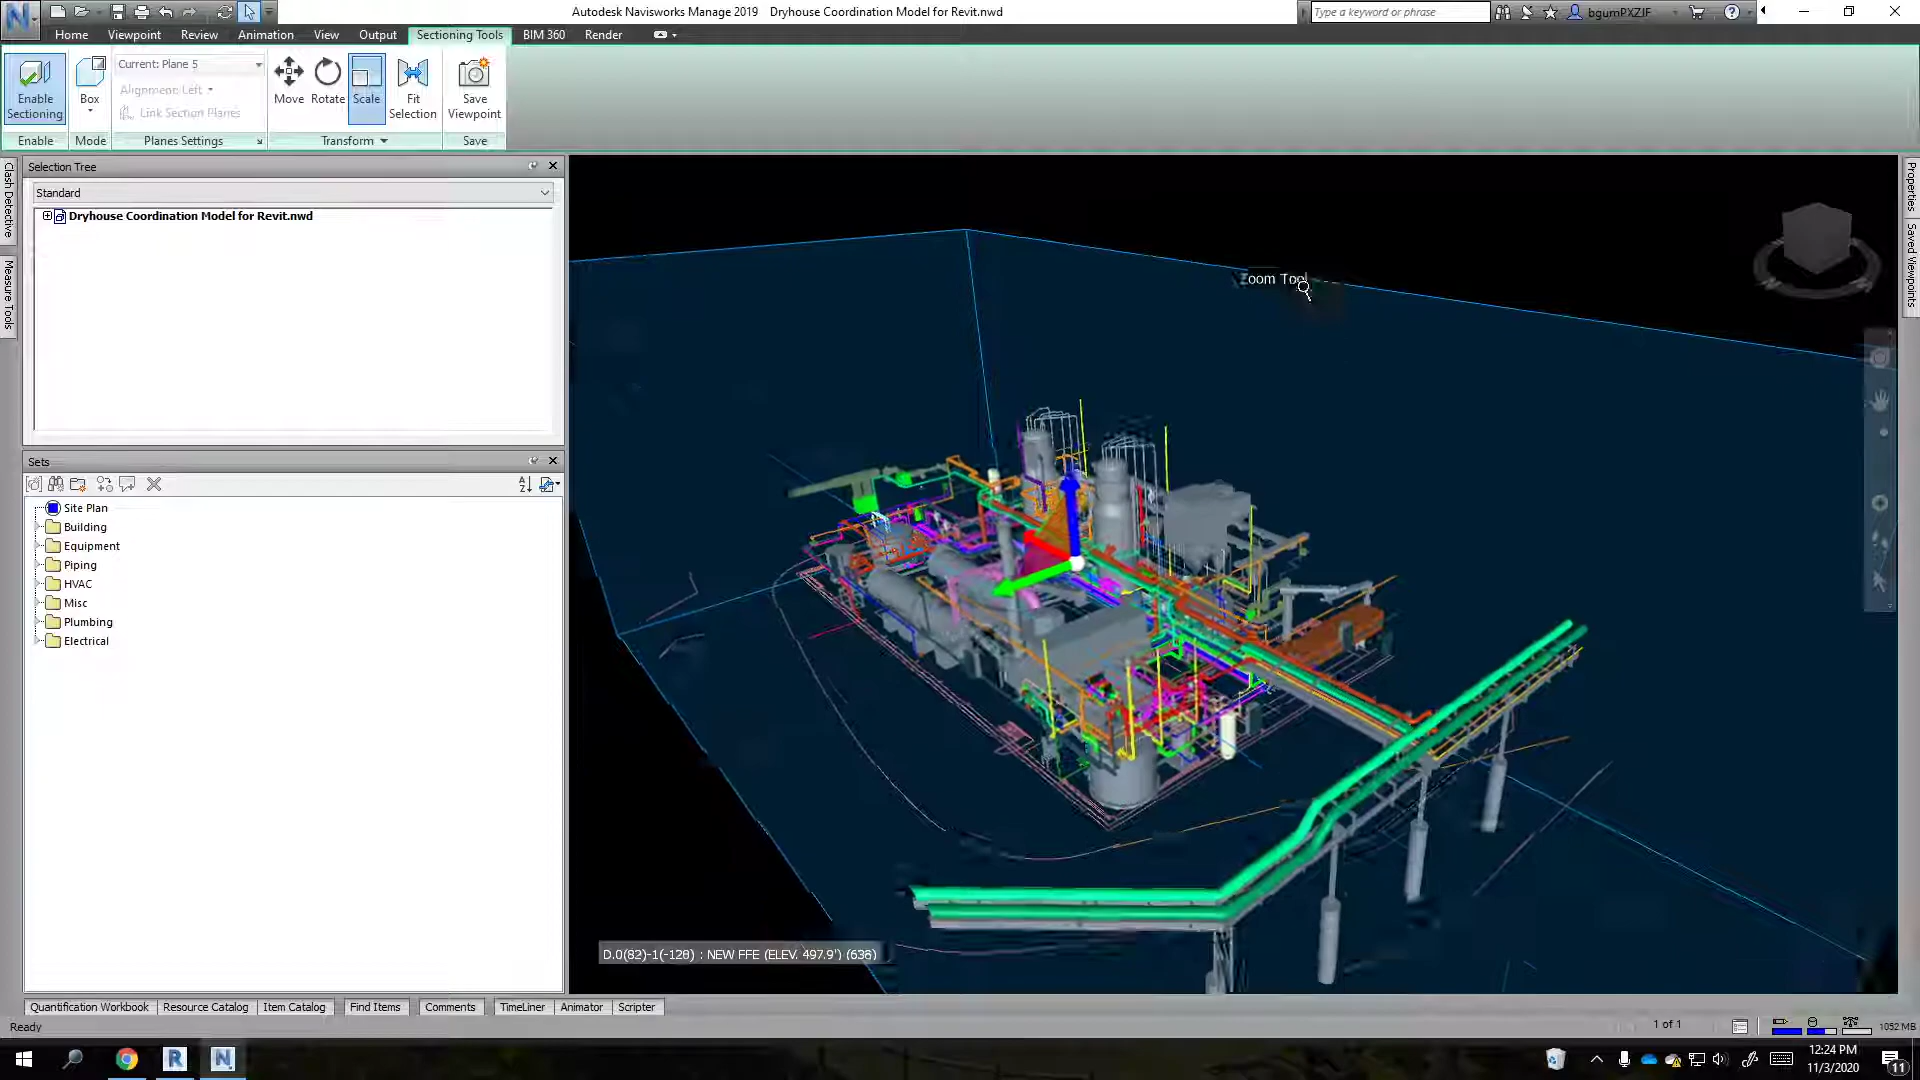 Autodesk Navisworks Manage 2019 Dryhouse Coordination Model for Revit.nwd
Type a keyword or phrase
bgumPXZJF
Home Viewpoint Review Animation View Output Sectioning Tools BIM 360 Render
Enable Sectioning
Box
Current: Plane 5
Alignment: Left
Link Section Planes
Move Rotate Scale
Fit Selection
Save Viewpoint
Enable Mode Planes Settings Transform Save
Clash Detective
Measure Tools
Selection Tree
Standard
Dryhouse Coordination Model for Revit.nwd
Sets
Site Plan
Building
Equipment
Piping
HVAC
Misc
Plumbing
Electrical
Zoom Tool
Properties
Saved Viewpoints
D.0(82)-1(-128) : NEW FFE (ELEV. 497.9') (636)
Quantification Workbook Resource Catalog Item Catalog Find Items Comments TimeLiner Animator Scripter
Ready
1 of 1
1052 MB
12:24 PM
11/3/2020
11